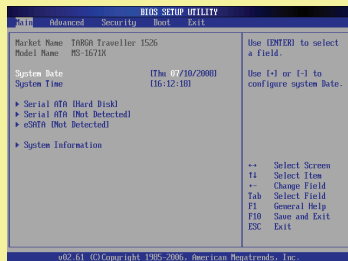 BIOS SETUP UTILITY
Main Advanced Security Boot Exit
Market Name TARGA Traveller 1526
Model Name MS-1671X
System Date [Thu 07/10/2008]
System Time [16:12:18]
▶ Serial ATA [Hard Disk]
▶ Serial ATA [Not Detected]
▶ eSATA [Not Detected]
▶ System Information
Use [ENTER] to select
a field.
Use [+] or [-] to
configure system Date.
↔ Select Screen
↑↓ Select Item
+- Change Field
Tab Select Field
F1 General Help
F10 Save and Exit
ESC Exit
v02.61 (C)Copyright 1985-2006, American Megatrends, Inc.